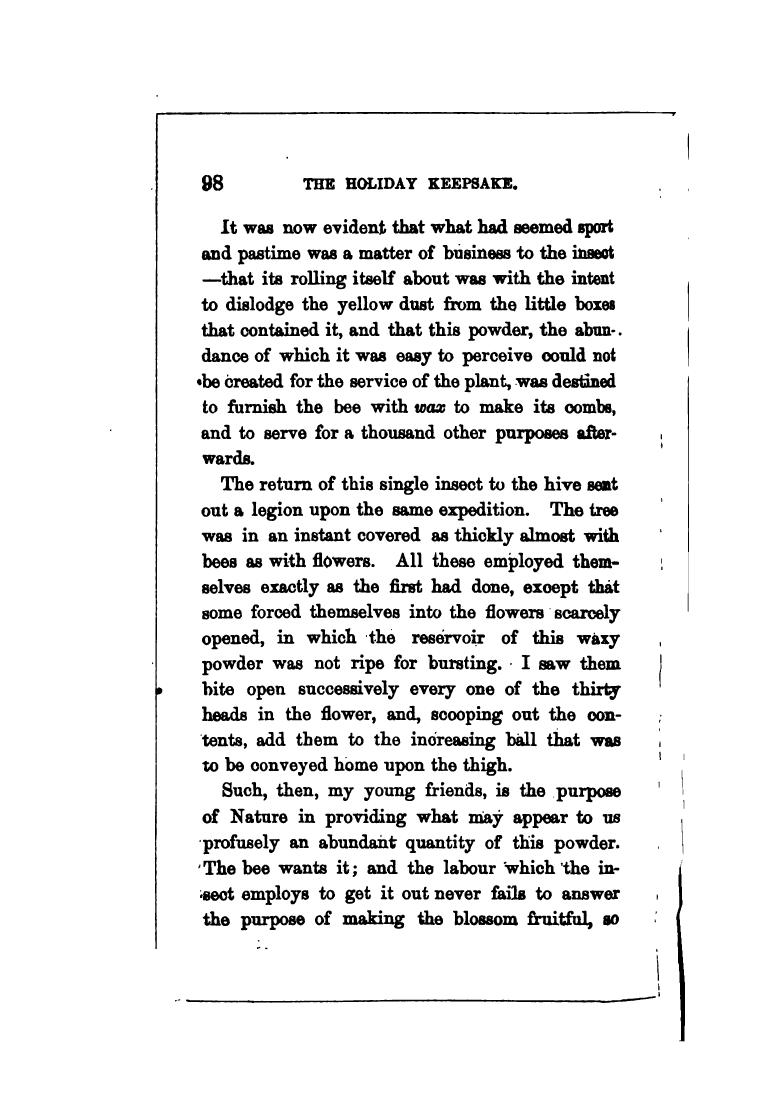 98 THE HOLIDAY KEEPSAKE.
It was now evident that what had seemed sport
and pastime was a matter of business to the insect
—that its rolling itself about was with the intent
to dislodge the yellow dust from the little boxes
that contained it, and that this powder, the abun-
dance of which it was easy to perceive could not
be created for the service of the plant, was destined
to furnish the bee with wax to make its combs,
and to serve for a thousand other purposes after-
wards.
The return of this single insect to the hive sent
out a legion upon the same expedition. The tree
was in an instant covered as thickly almost with
bees as with flowers. All these employed them-
selves exactly as the first had done, except that
some forced themselves into the flowers scarcely
opened, in which the reservoir of this waxy
powder was not ripe for bursting. I saw them
bite open successively every one of the thirty
heads in the flower, and, scooping out the con-
tents, add them to the increasing ball that was
to be conveyed home upon the thigh.
Such, then, my young friends, is the purpose
of Nature in providing what may appear to us
profusely an abundant quantity of this powder.
The bee wants it; and the labour which the in-
sect employs to get it out never fails to answer
the purpose of making the blossom fruitful, so